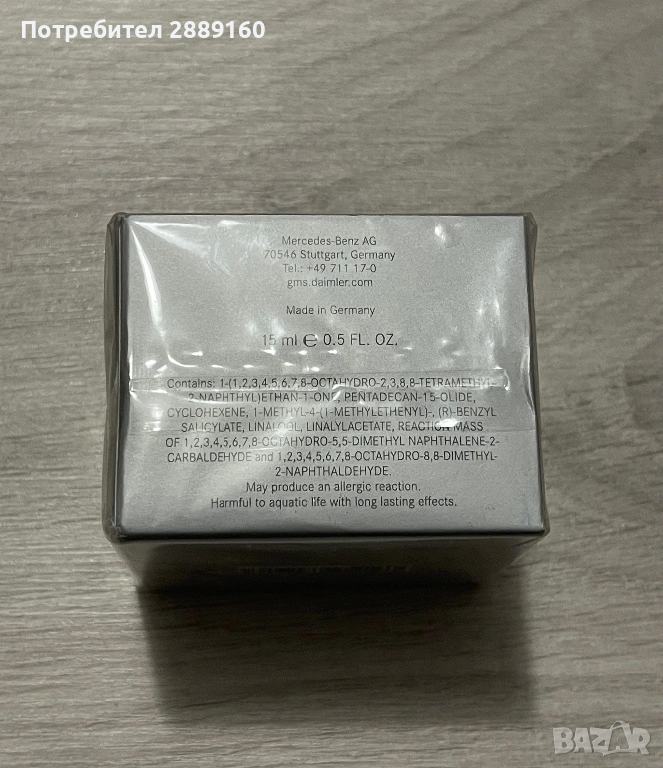 Потребител 2889160
Mercedes-Benz AG
70546 Stuttgart, Germany
Tel.: +49 711 17-0
gms.daimler.com
Made in Germany
15 ml ℮ 0.5 FL. OZ.
Contains: 1-(1,2,3,4,5,6,7,8-OCTAHYDRO-2,3,8,8-TETRAMETHYL-
2-NAPHTHYL)ETHAN-1-ONE, PENTADECAN-15-OLIDE,
CYCLOHEXENE, 1-METHYL-4-(1-METHYLETHENYL)-, (R)-BENZYL
SALICYLATE, LINALOOL, LINALYLACETATE, REACTION MASS
OF 1,2,3,4,5,6,7,8-OCTAHYDRO-5,5-DIMETHYL NAPHTHALENE-2-
CARBALDEHYDE and 1,2,3,4,5,6,7,8-OCTAHYDRO-8,8-DIMETHYL-
2-NAPHTHALDEHYDE.
May produce an allergic reaction.
Harmful to aquatic life with long lasting effects.
BAZAR